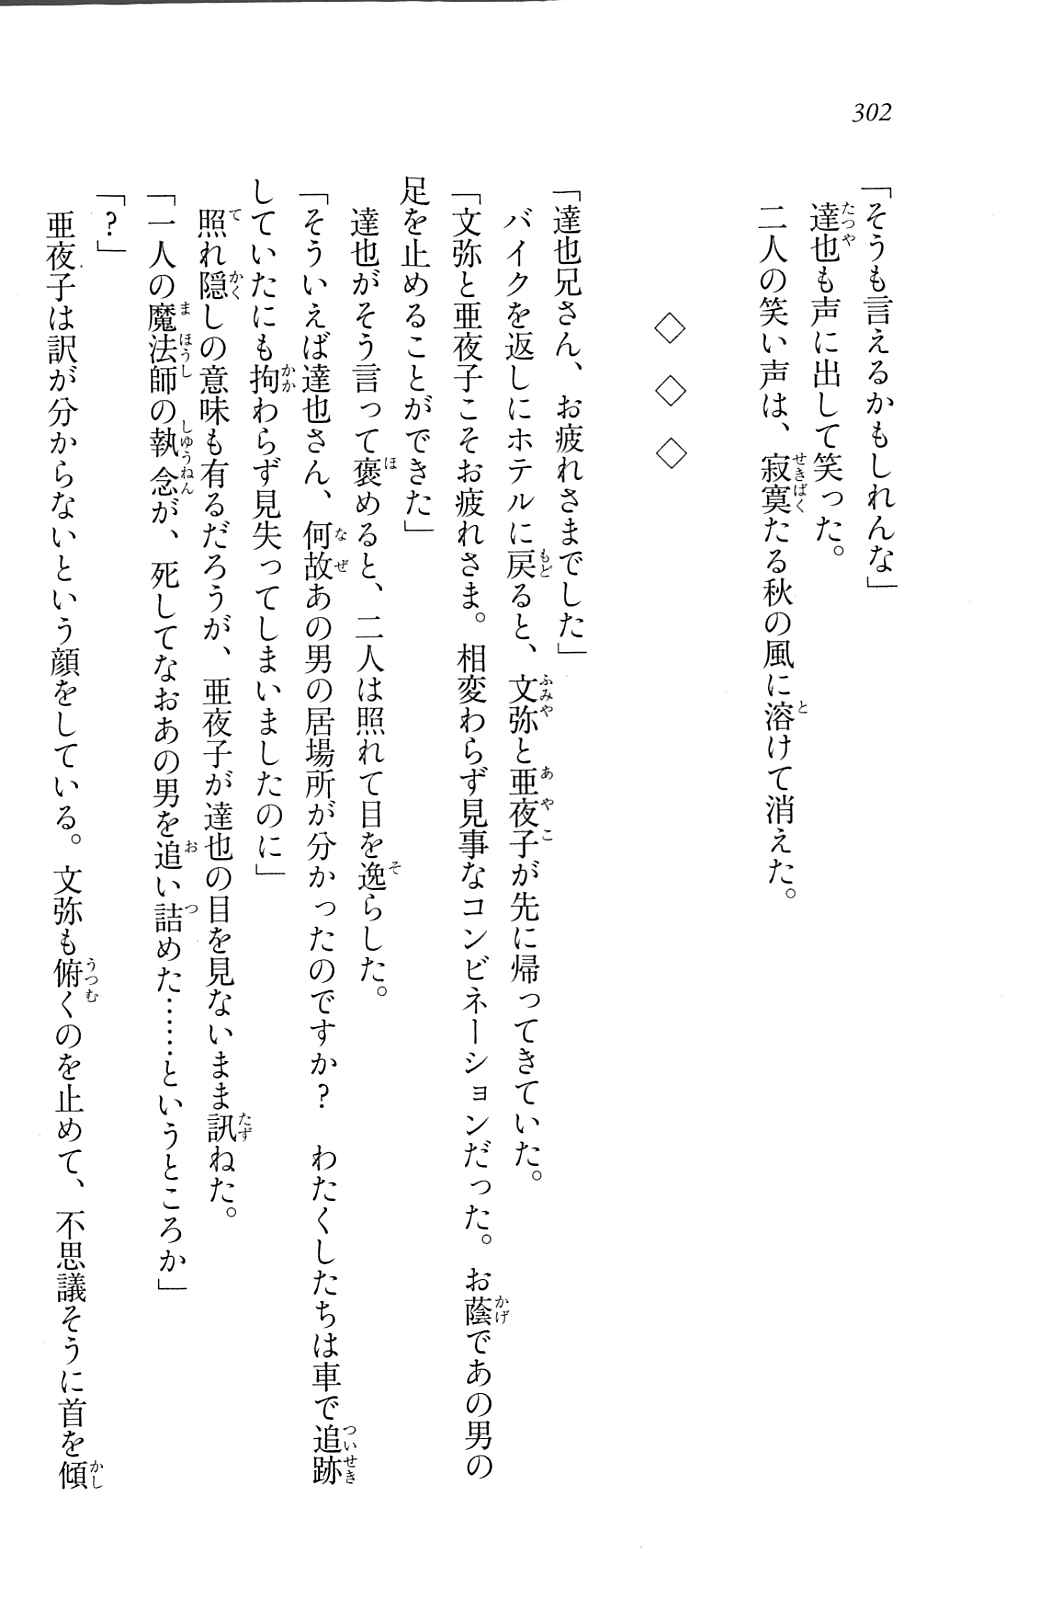 302
「そうも言えるかもしれんな」
達也も声に出して笑った。
二人の笑い声は、寂寞たる秋の風に溶けて消えた。
◇ ◇ ◇
「達也兄さん、お疲れさまでした」
バイクを返しにホテルに戻ると、文弥と亜夜子が先に帰ってきていた。
「文弥と亜夜子こそお疲れさま。相変わらず見事なコンビネーションだった。お蔭であの男の
足を止めることができた」
達也がそう言って褒めると、二人は照れて目を逸らした。
「そういえば達也さん、何故あの男の居場所が分かったのですか？　わたくしたちは車で追跡
していたにも拘わらず見失ってしまいましたのに」
照れ隠しの意味も有るだろうが、亜夜子が達也の目を見ないまま訊ねた。
「一人の魔法師の執念が、死してなおあの男を追い詰めた……というところか」
「？」
亜夜子は訳が分からないという顔をしている。文弥も俯くのを止めて、不思議そうに首を傾